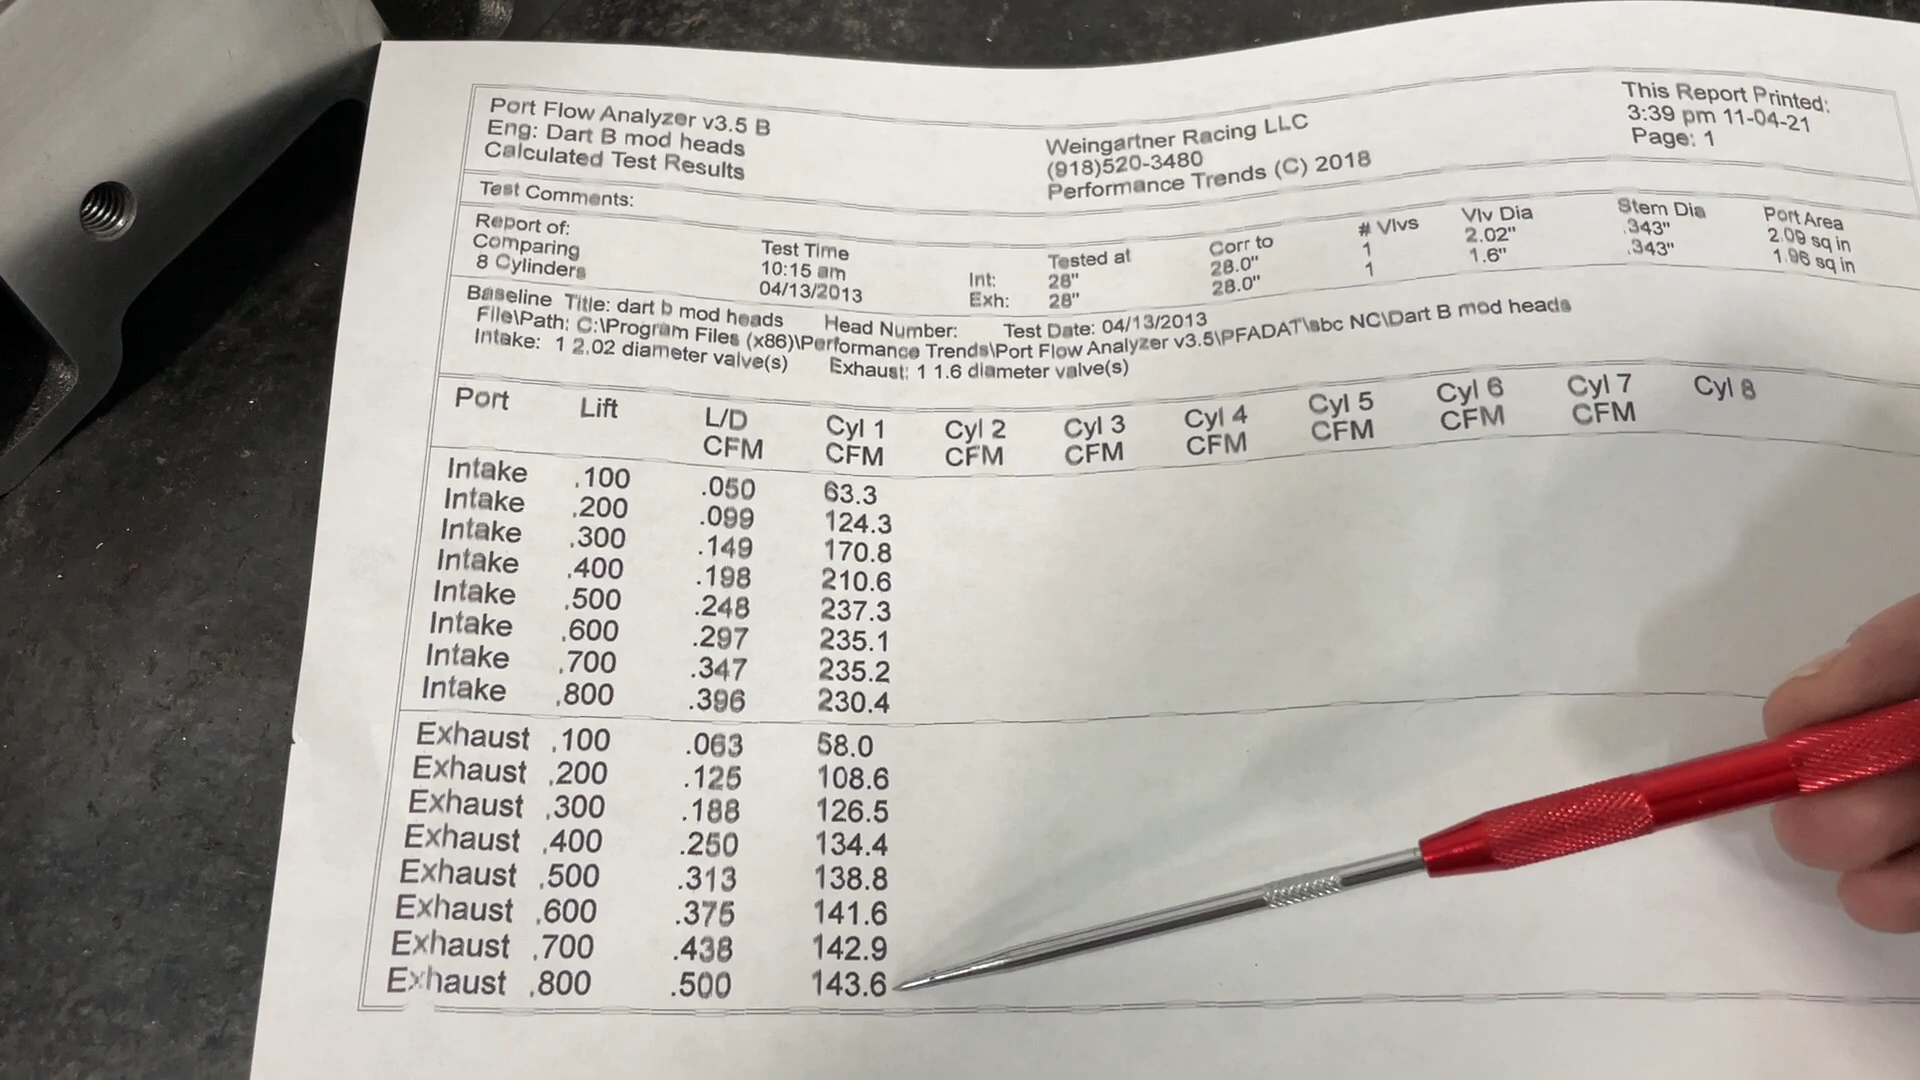 Port Flow Analyzer v3.5 B
Eng: Dart B mod heads
Calculated Test Results
Weingartner Racing LLC
(918)520-3480
Performance Trends (C) 2018
This Report Printed:
3:39 pm 11-04-21
Page: 1
Test Comments:
Report of:
Comparing
8 Cylinders
Test Time
10:15 am
04/13/2013
Tested at Corr to # Vlvs Vlv Dia Stem Dia Port Area
Int: 28" 28.0" 1 2.02" .343" 2.09 sq in
Exh: 28" 28.0" 1 1.6" .343" 1.96 sq in
Baseline Title: dart b mod heads Head Number: Test Date: 04/13/2013
File\Path: C:\Program Files (x86)\Performance Trends\Port Flow Analyzer v3.5\PFADAT\sbc NC\Dart B mod heads
Intake: 1 2.02 diameter valve(s) Exhaust: 1 1.6 diameter valve(s)
Port Lift L/D Cyl 1 Cyl 2 Cyl 3 Cyl 4 Cyl 5 Cyl 6 Cyl 7 Cyl 8
CFM CFM CFM CFM CFM CFM CFM CFM
Intake .100 .050 63.3
Intake .200 .099 124.3
Intake .300 .149 170.8
Intake .400 .198 210.6
Intake .500 .248 237.3
Intake .600 .297 235.1
Intake .700 .347 235.2
Intake .800 .396 230.4
Exhaust .100 .063 58.0
Exhaust .200 .125 108.6
Exhaust .300 .188 126.5
Exhaust .400 .250 134.4
Exhaust .500 .313 138.8
Exhaust .600 .375 141.6
Exhaust .700 .438 142.9
Exhaust .800 .500 143.6